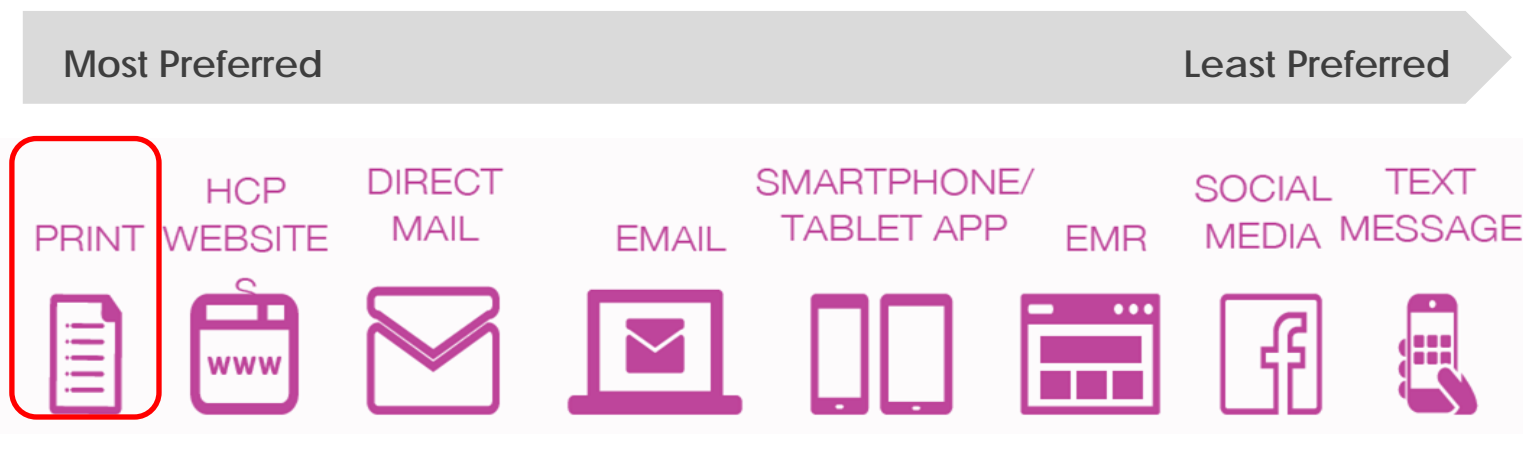 Most Preferred
Least Preferred
PRINT
HCP
WEBSITE
S
DIRECT
MAIL
EMAIL
SMARTPHONE/
TABLET APP
EMR
SOCIAL
MEDIA
TEXT
MESSAGE
www
f